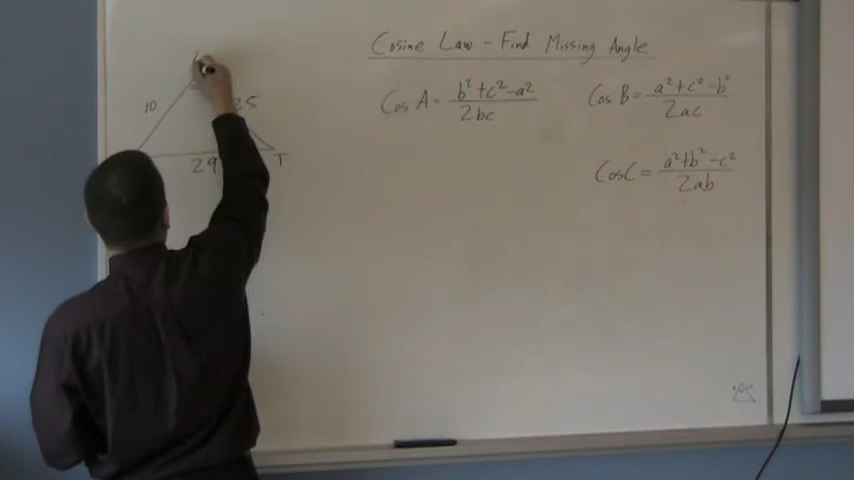 Cosine Law - Find Missing Angle
Cos A = b²+c²-a² / 2bc
Cos B = a²+c²-b² / 2ac
Cos C = a²+b²-c² / 2ab
10
25
29
T